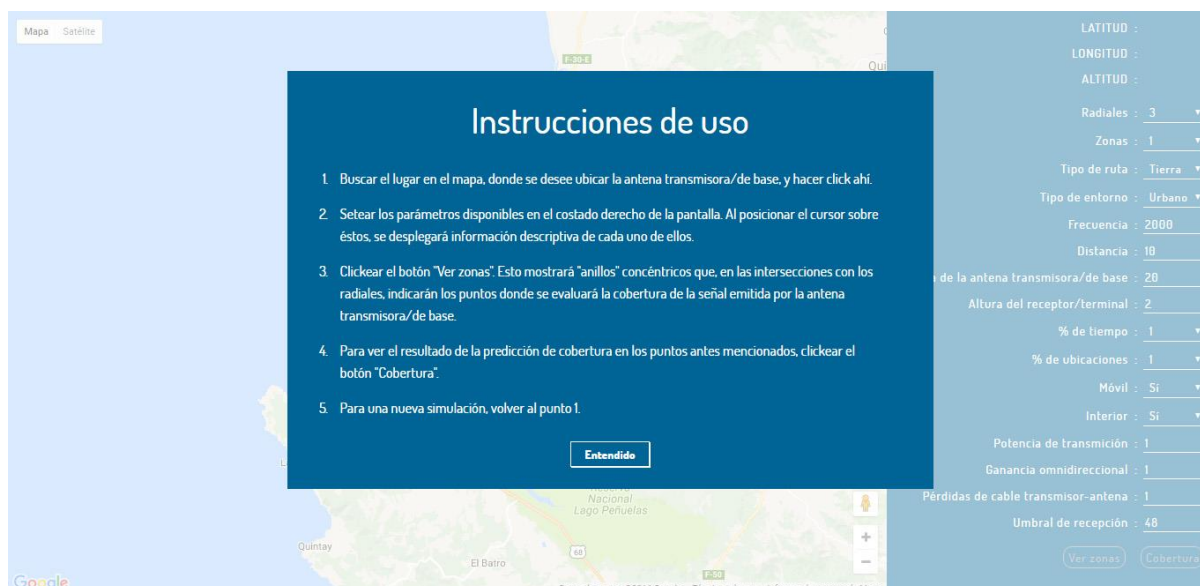 Mapa Satélite
F-30-E
Qui
Instrucciones de uso
1. Buscar el lugar en el mapa, donde se desee ubicar la antena transmisora/de base, y hacer click ahí.
2. Setear los parámetros disponibles en el costado derecho de la pantalla. Al posicionar el cursor sobre
éstos, se desplegará información descriptiva de cada uno de ellos.
3. Clickear el botón "Ver zonas". Esto mostrará "anillos" concéntricos que, en las intersecciones con los
radiales, indicarán los puntos donde se evaluará la cobertura de la señal emitida por la antena
transmisora/de base.
4. Para ver el resultado de la predicción de cobertura en los puntos antes mencionados, clickear el
botón "Cobertura".
5. Para una nueva simulación, volver al punto 1.
Entendido
Nacional
Lago Peñuelas
Quintay
60
El Batro
F-50
Google
LATITUD :
LONGITUD :
ALTITUD :
Radiales : 3
Zonas : 1
Tipo de ruta : Tierra
Tipo de entorno : Urbano
Frecuencia : 2000
Distancia : 10
de la antena transmisora/de base : 20
Altura del receptor/terminal : 2
% de tiempo : 1
% de ubicaciones : 1
Móvil : Sí
Interior : Sí
Potencia de transmición : 1
Ganancia omnidireccional : 1
Pérdidas de cable transmisor-antena : 1
Umbral de recepción : 48
Ver zonas Cobertura